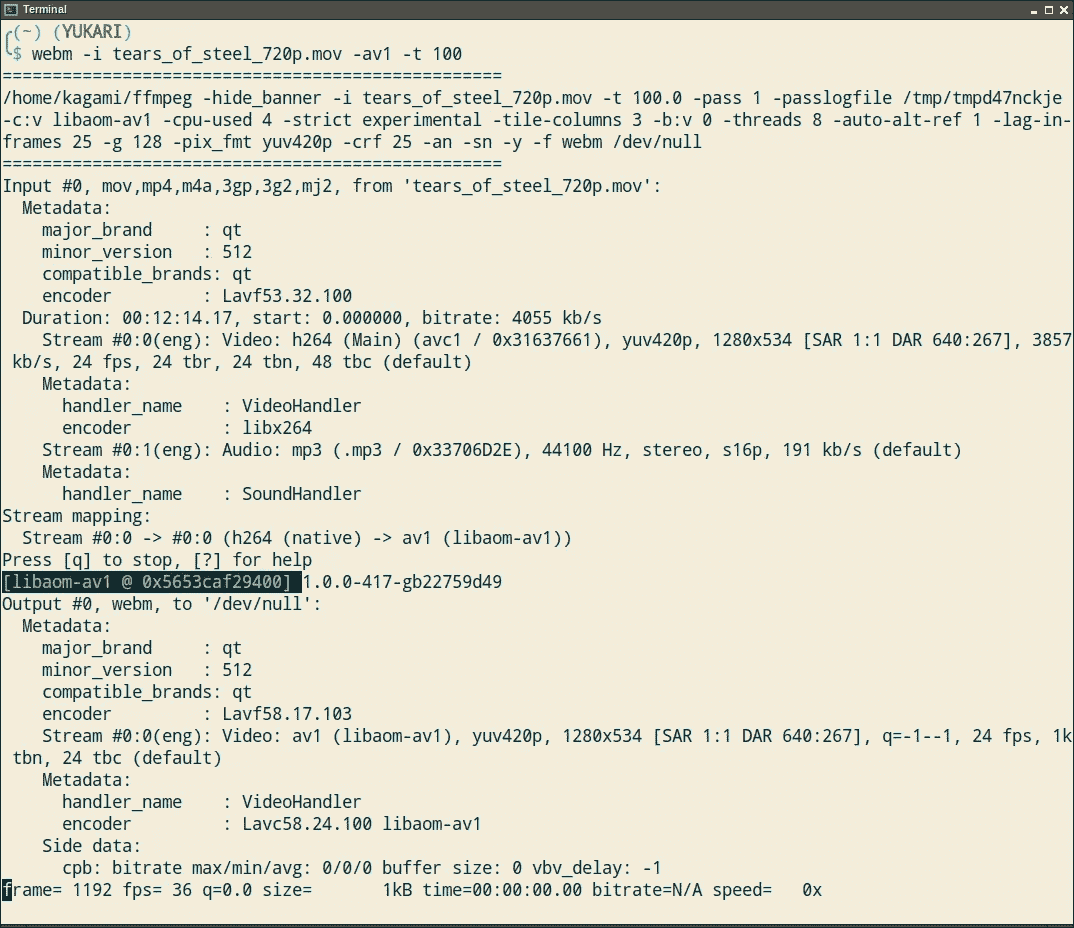 Terminal
(~) (YUKARI)
$ webm -i tears_of_steel_720p.mov -av1 -t 100
==================================================
/home/kagami/ffmpeg -hide_banner -i tears_of_steel_720p.mov -t 100.0 -pass 1 -passlogfile /tmp/tmpd47nckje
-c:v libaom-av1 -cpu-used 4 -strict experimental -tile-columns 3 -b:v 0 -threads 8 -auto-alt-ref 1 -lag-in-
frames 25 -g 128 -pix_fmt yuv420p -crf 25 -an -sn -y -f webm /dev/null
==================================================
Input #0, mov,mp4,m4a,3gp,3g2,mj2, from 'tears_of_steel_720p.mov':
  Metadata:
    major_brand     : qt
    minor_version   : 512
    compatible_brands: qt
    encoder         : Lavf53.32.100
  Duration: 00:12:14.17, start: 0.000000, bitrate: 4055 kb/s
    Stream #0:0(eng): Video: h264 (Main) (avc1 / 0x31637661), yuv420p, 1280x534 [SAR 1:1 DAR 640:267], 3857
 kb/s, 24 fps, 24 tbr, 24 tbn, 48 tbc (default)
    Metadata:
      handler_name    : VideoHandler
      encoder         : libx264
    Stream #0:1(eng): Audio: mp3 (.mp3 / 0x33706D2E), 44100 Hz, stereo, s16p, 191 kb/s (default)
    Metadata:
      handler_name    : SoundHandler
Stream mapping:
  Stream #0:0 -> #0:0 (h264 (native) -> av1 (libaom-av1))
Press [q] to stop, [?] for help
[libaom-av1 @ 0x5653caf29400] 1.0.0-417-gb22759d49
Output #0, webm, to '/dev/null':
  Metadata:
    major_brand     : qt
    minor_version   : 512
    compatible_brands: qt
    encoder         : Lavf58.17.103
    Stream #0:0(eng): Video: av1 (libaom-av1), yuv420p, 1280x534 [SAR 1:1 DAR 640:267], q=-1--1, 24 fps, 1k
 tbn, 24 tbc (default)
    Metadata:
      handler_name    : VideoHandler
      encoder         : Lavc58.24.100 libaom-av1
    Side data:
      cpb: bitrate max/min/avg: 0/0/0 buffer size: 0 vbv_delay: -1
frame= 1192 fps= 36 q=0.0 size=       1kB time=00:00:00.00 bitrate=N/A speed=   0x